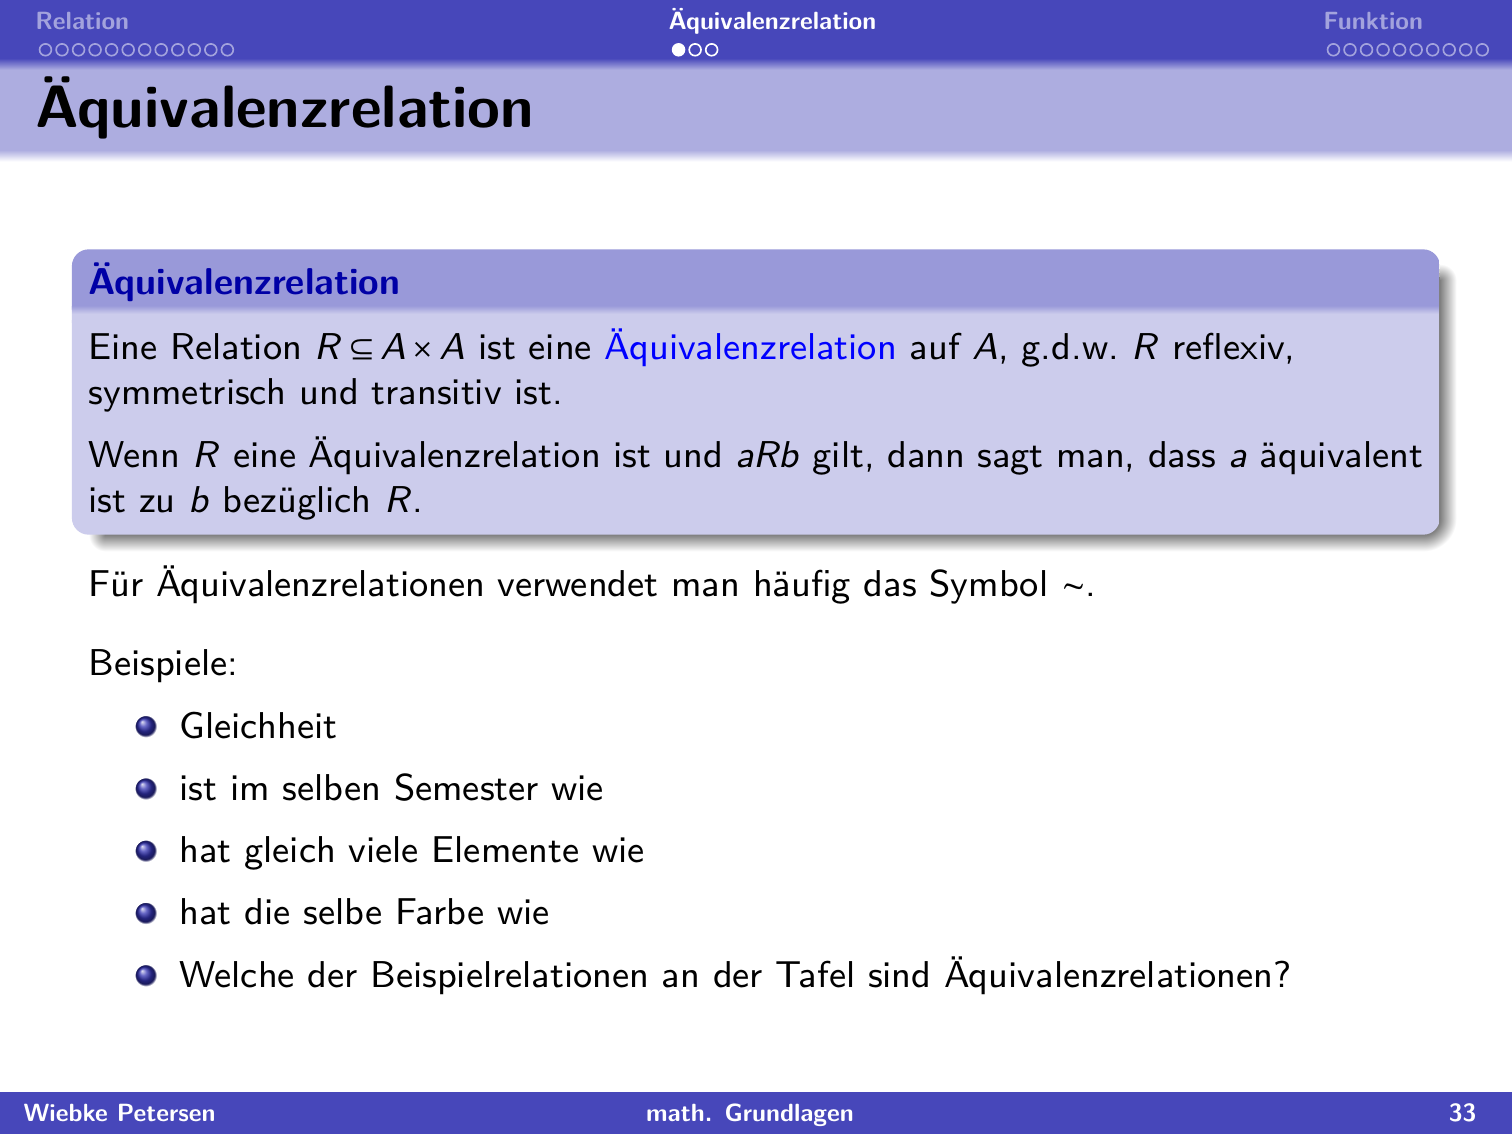 Relation
Äquivalenzrelation
Funktion
Äquivalenzrelation
Äquivalenzrelation
Eine Relation R ⊆ A × A ist eine Äquivalenzrelation auf A, g.d.w. R reflexiv,
symmetrisch und transitiv ist.
Wenn R eine Äquivalenzrelation ist und aRb gilt, dann sagt man, dass a äquivalent
ist zu b bezüglich R.
Für Äquivalenzrelationen verwendet man häufig das Symbol ∼.
Beispiele:
Gleichheit
ist im selben Semester wie
hat gleich viele Elemente wie
hat die selbe Farbe wie
Welche der Beispielrelationen an der Tafel sind Äquivalenzrelationen?
Wiebke Petersen
math. Grundlagen
33